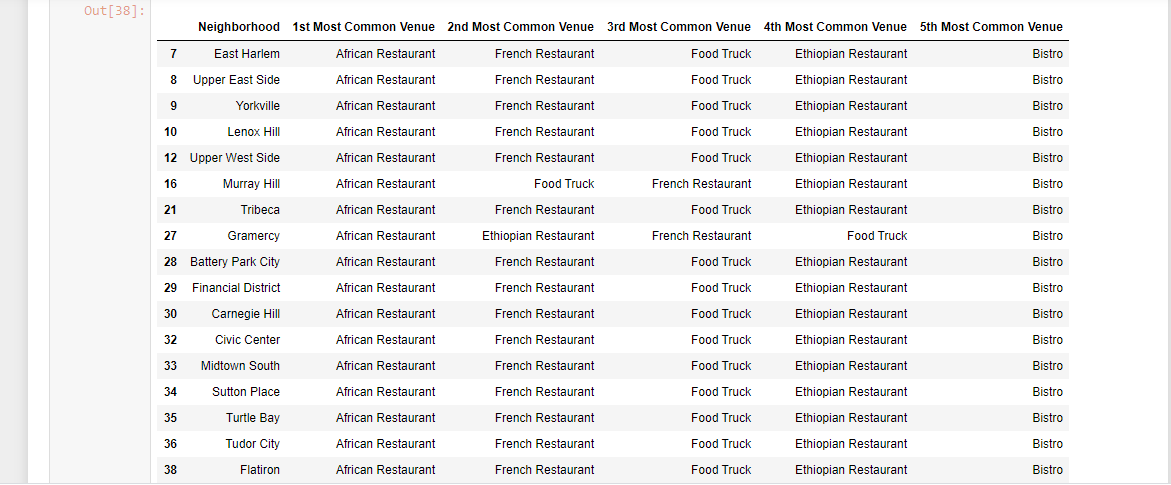 Out[38]:
Neighborhood 1st Most Common Venue 2nd Most Common Venue 3rd Most Common Venue 4th Most Common Venue 5th Most Common Venue
7 East Harlem African Restaurant French Restaurant Food Truck Ethiopian Restaurant Bistro
8 Upper East Side African Restaurant French Restaurant Food Truck Ethiopian Restaurant Bistro
9 Yorkville African Restaurant French Restaurant Food Truck Ethiopian Restaurant Bistro
10 Lenox Hill African Restaurant French Restaurant Food Truck Ethiopian Restaurant Bistro
12 Upper West Side African Restaurant French Restaurant Food Truck Ethiopian Restaurant Bistro
16 Murray Hill African Restaurant Food Truck French Restaurant Ethiopian Restaurant Bistro
21 Tribeca African Restaurant French Restaurant Food Truck Ethiopian Restaurant Bistro
27 Gramercy African Restaurant Ethiopian Restaurant French Restaurant Food Truck Bistro
28 Battery Park City African Restaurant French Restaurant Food Truck Ethiopian Restaurant Bistro
29 Financial District African Restaurant French Restaurant Food Truck Ethiopian Restaurant Bistro
30 Carnegie Hill African Restaurant French Restaurant Food Truck Ethiopian Restaurant Bistro
32 Civic Center African Restaurant French Restaurant Food Truck Ethiopian Restaurant Bistro
33 Midtown South African Restaurant French Restaurant Food Truck Ethiopian Restaurant Bistro
34 Sutton Place African Restaurant French Restaurant Food Truck Ethiopian Restaurant Bistro
35 Turtle Bay African Restaurant French Restaurant Food Truck Ethiopian Restaurant Bistro
36 Tudor City African Restaurant French Restaurant Food Truck Ethiopian Restaurant Bistro
38 Flatiron African Restaurant French Restaurant Food Truck Ethiopian Restaurant Bistro